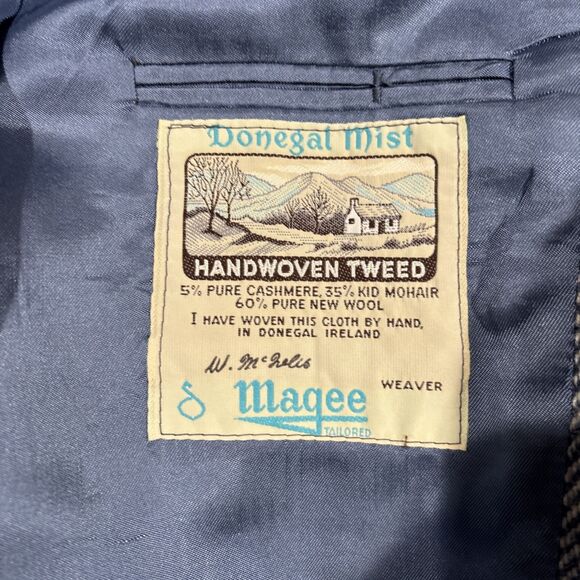 Donegal Mist
HANDWOVEN TWEED
5% PURE CASHMERE, 35% KID MOHAIR
60% PURE NEW WOOL
I HAVE WOVEN THIS CLOTH BY HAND,
IN DONEGAL IRELAND
W.
WEAVER
Magee
TAILORED